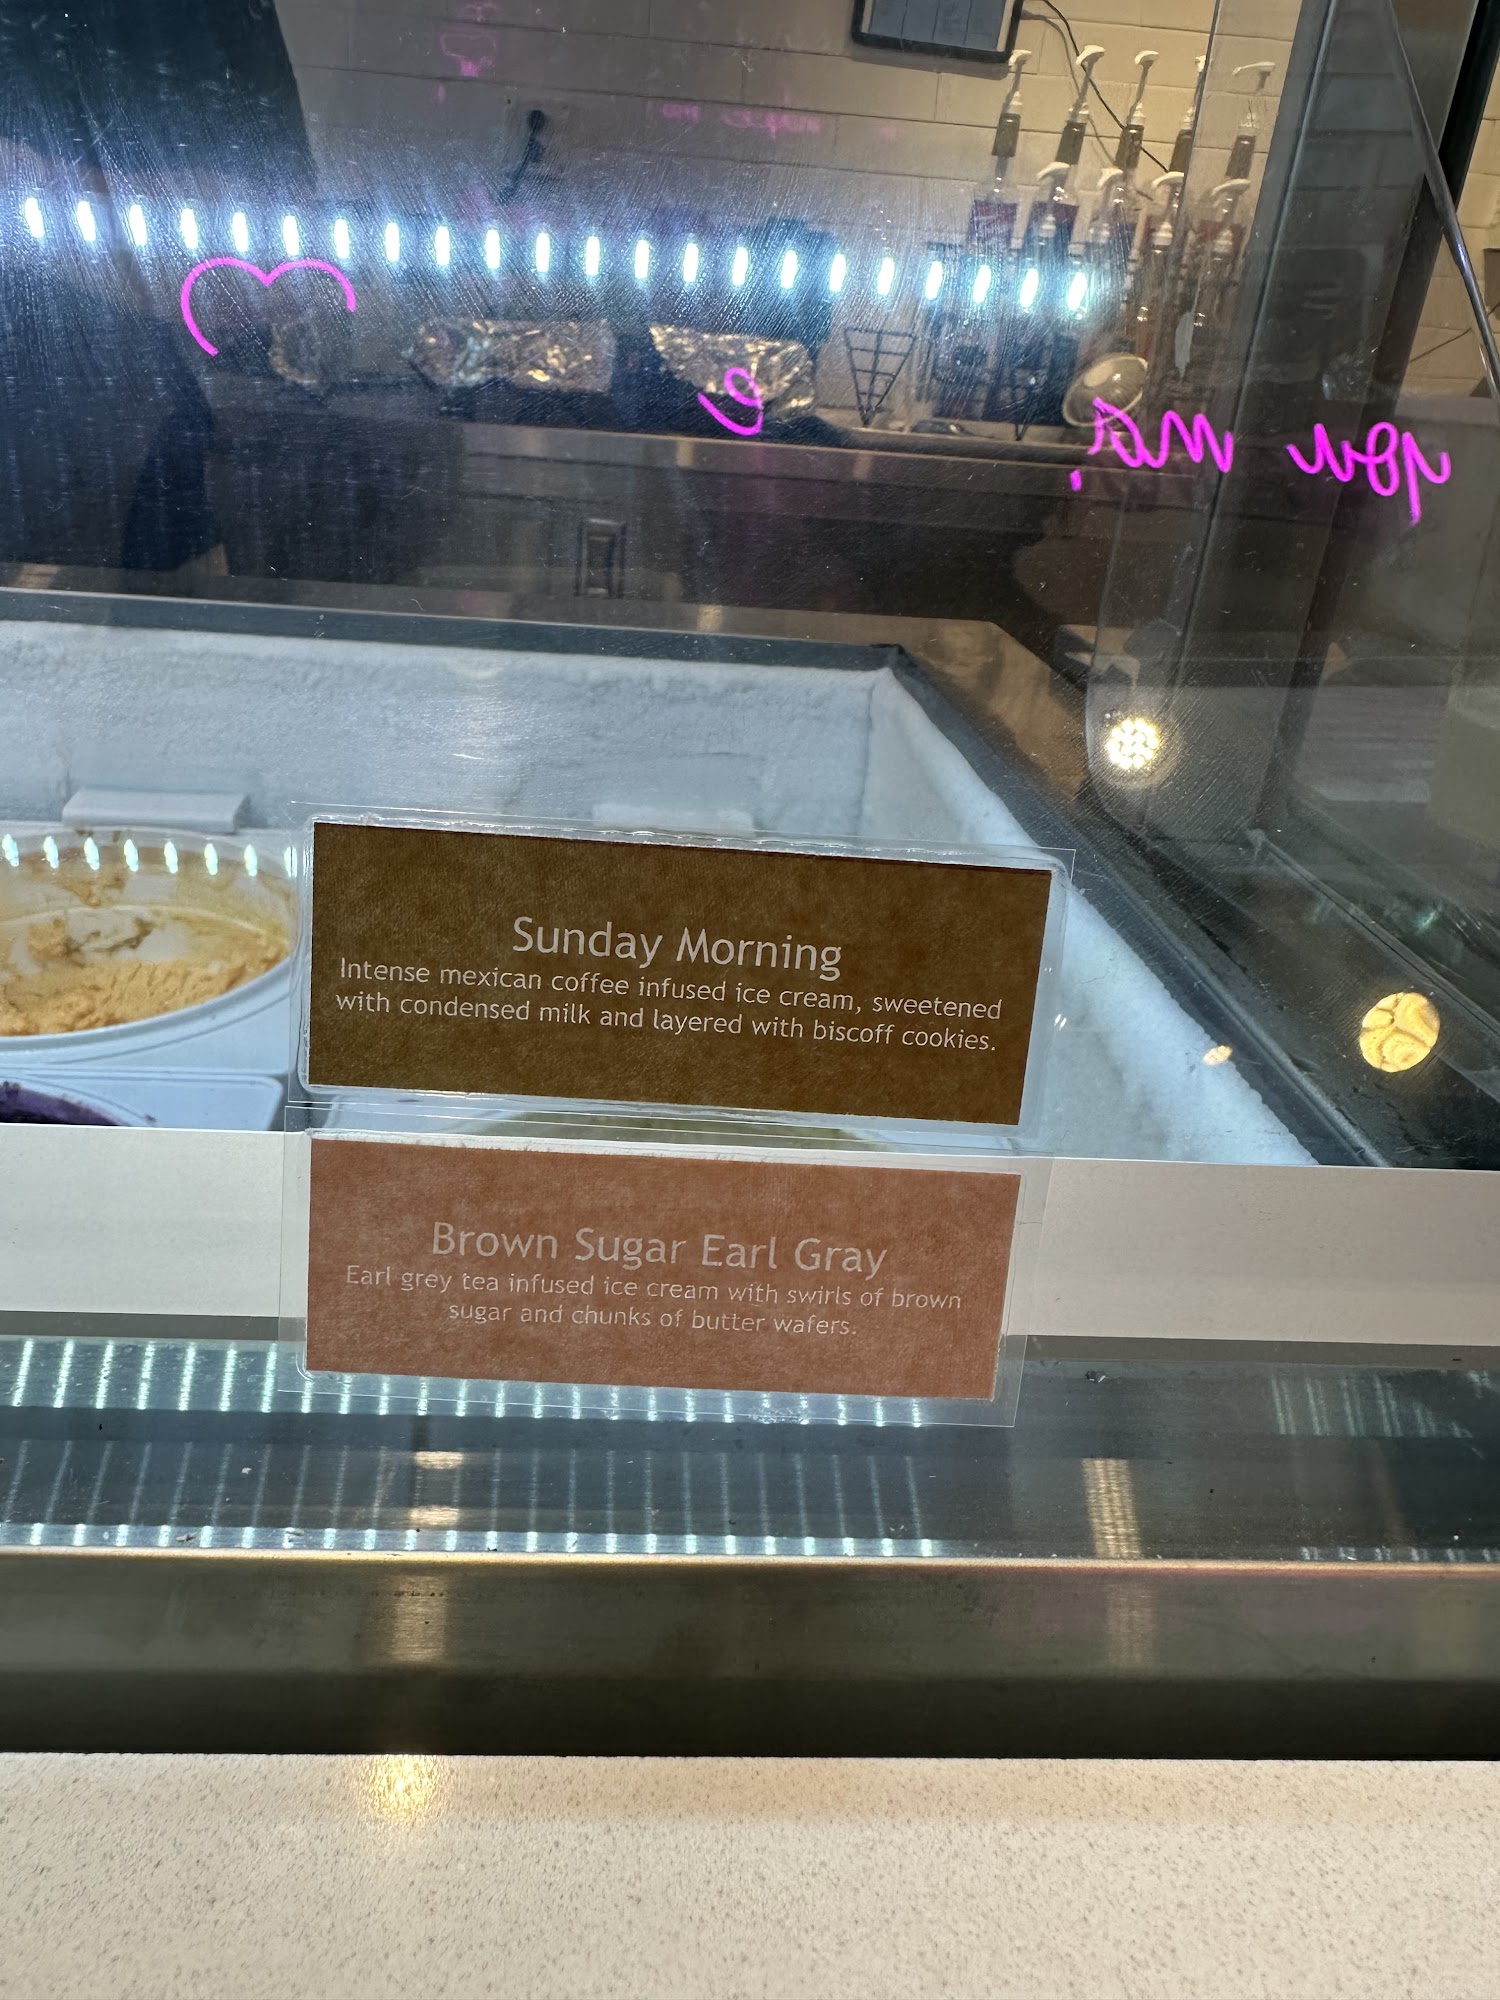 Sunday Morning
Intense mexican coffee infused ice cream, sweetened
with condensed milk and layered with biscoff cookies.
Brown Sugar Earl Gray
Earl grey tea infused ice cream with swirls of brown
sugar and chunks of butter wafers.